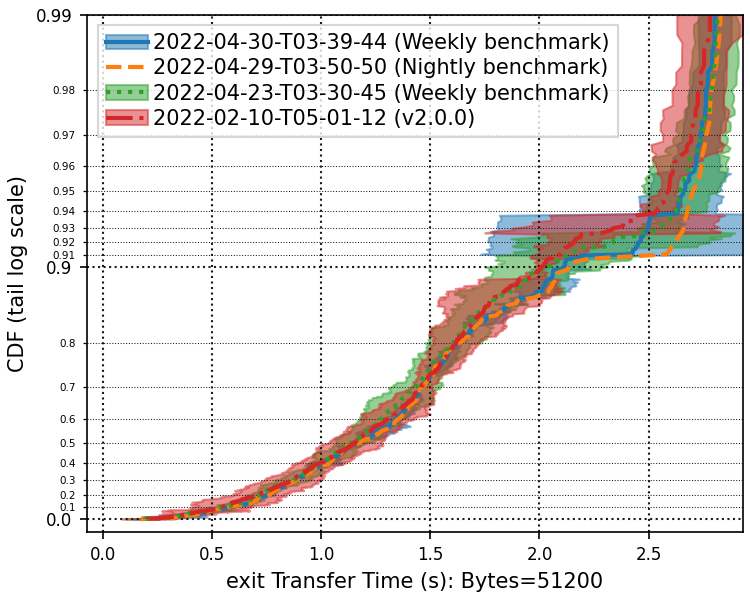 0.99
2022-04-30-T03-39-44 (Weekly benchmark)
2022-04-29-T03-50-50 (Nightly benchmark)
2022-04-23-T03-30-45 (Weekly benchmark)
2022-02-10-T05-01-12 (v2.0.0)
0.98
0.97
0.96
0.95
0.94
0.93
0.92
0.91
0.9
0.8
0.7
0.6
0.5
0.4
0.3
0.2
0.1
0.0
CDF (tail log scale)
0.0 0.5 1.0 1.5 2.0 2.5
exit Transfer Time (s): Bytes=51200